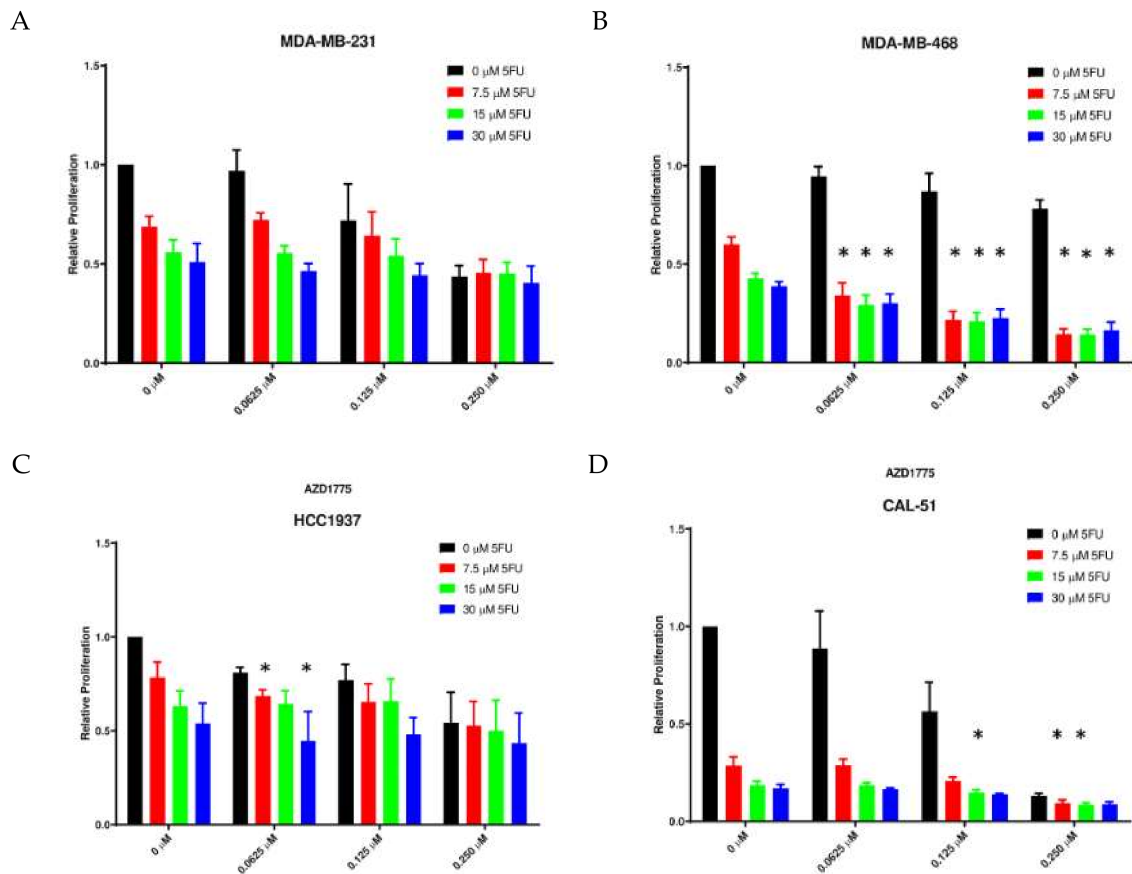 A
MDA-MB-231
1.5
1.0
0.5
0.0
Relative Proliferation
0 μM 5FU
7.5 μM 5FU
15 μM 5FU
30 μM 5FU
0 μM
0.0625 μM
0.125 μM
0.250 μM
B
MDA-MB-468
1.5
1.0
0.5
0.0
Relative Proliferation
0 μM 5FU
7.5 μM 5FU
15 μM 5FU
30 μM 5FU
* * *
* * *
* * *
0 μM
0.0625 μM
0.125 μM
0.250 μM
C
AZD1775
HCC1937
1.5
1.0
0.5
0.0
Relative Proliferation
0 μM 5FU
7.5 μM 5FU
15 μM 5FU
30 μM 5FU
* *
0 μM
0.0625 μM
0.125 μM
0.250 μM
D
AZD1775
CAL-51
1.5
1.0
0.5
0.0
Relative Proliferation
0 μM 5FU
7.5 μM 5FU
15 μM 5FU
30 μM 5FU
*
* *
0 μM
0.0625 μM
0.125 μM
0.250 μM